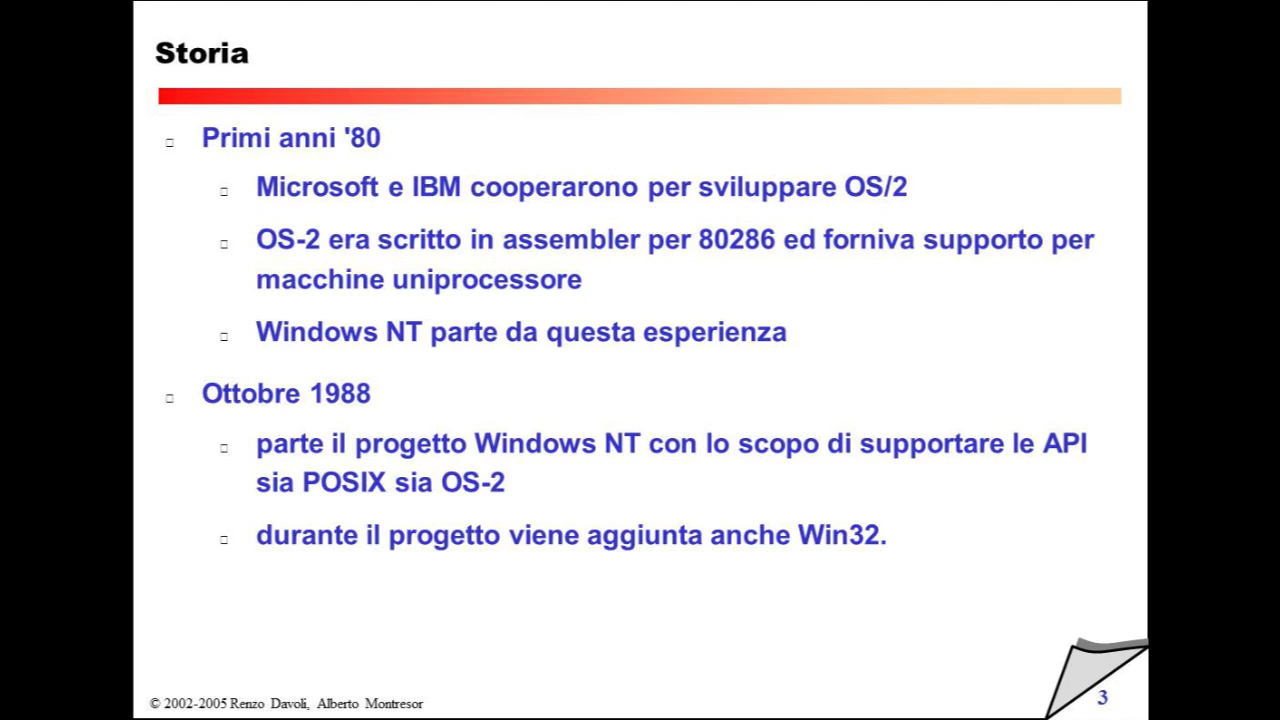 Storia
Primi anni '80
Microsoft e IBM cooperarono per sviluppare OS/2
OS-2 era scritto in assembler per 80286 ed forniva supporto per
macchine uniprocessore
Windows NT parte da questa esperienza
Ottobre 1988
parte il progetto Windows NT con lo scopo di supportare le API
sia POSIX sia OS-2
durante il progetto viene aggiunta anche Win32.
© 2002-2005 Renzo Davoli, Alberto Montresor
3